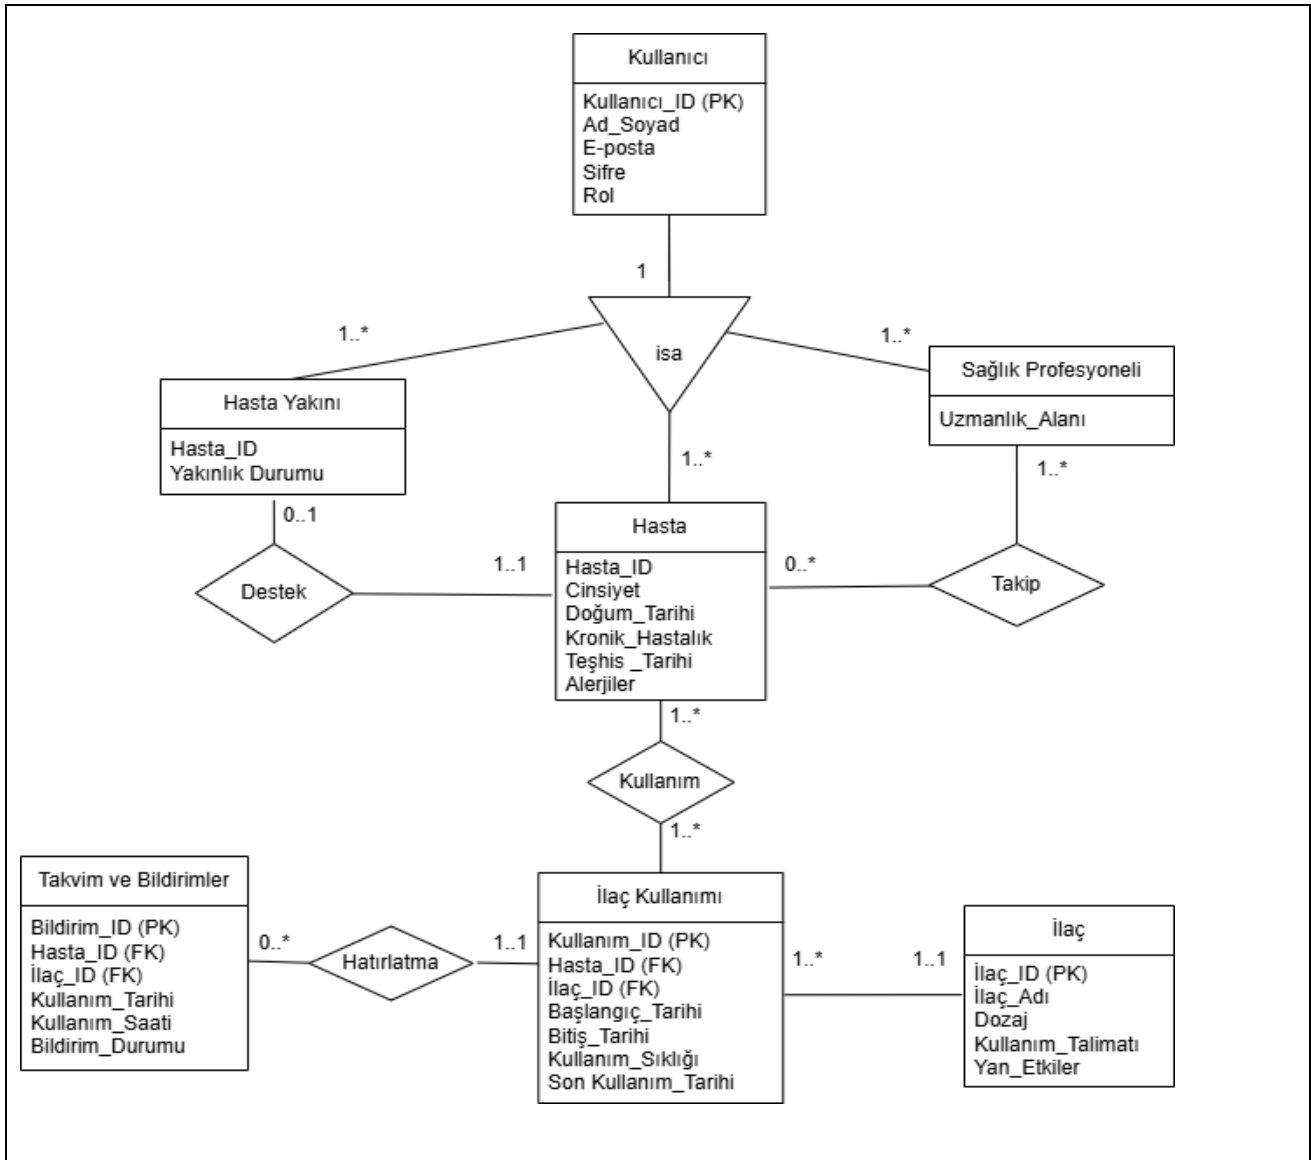 Kullanıcı
Kullanıcı_ID (PK)
Ad_Soyad
E-posta
Sifre
Rol
1
1..*
1..*
isa
Hasta Yakını
Hasta_ID
Yakınlık Durumu
Sağlık Profesyoneli
Uzmanlık_Alanı
1..*
1..*
0..1
Destek
1..1
Hasta
Hasta_ID
Cinsiyet
Doğum_Tarihi
Kronik_Hastalık
Teşhis _Tarihi
Alerjiler
0..*
Takip
1..*
Kullanım
1..*
Takvim ve Bildirimler
Bildirim_ID (PK)
Hasta_ID (FK)
İlaç_ID (FK)
Kullanım_Tarihi
Kullanım_Saati
Bildirim_Durumu
0..*
Hatırlatma
1..1
İlaç Kullanımı
Kullanım_ID (PK)
Hasta_ID (FK)
İlaç_ID (FK)
Başlangıç_Tarihi
Bitiş_Tarihi
Kullanım_Sıklığı
Son Kullanım_Tarihi
1..*
1..1
İlaç
İlaç_ID (PK)
İlaç_Adı
Dozaj
Kullanım_Talimatı
Yan_Etkiler